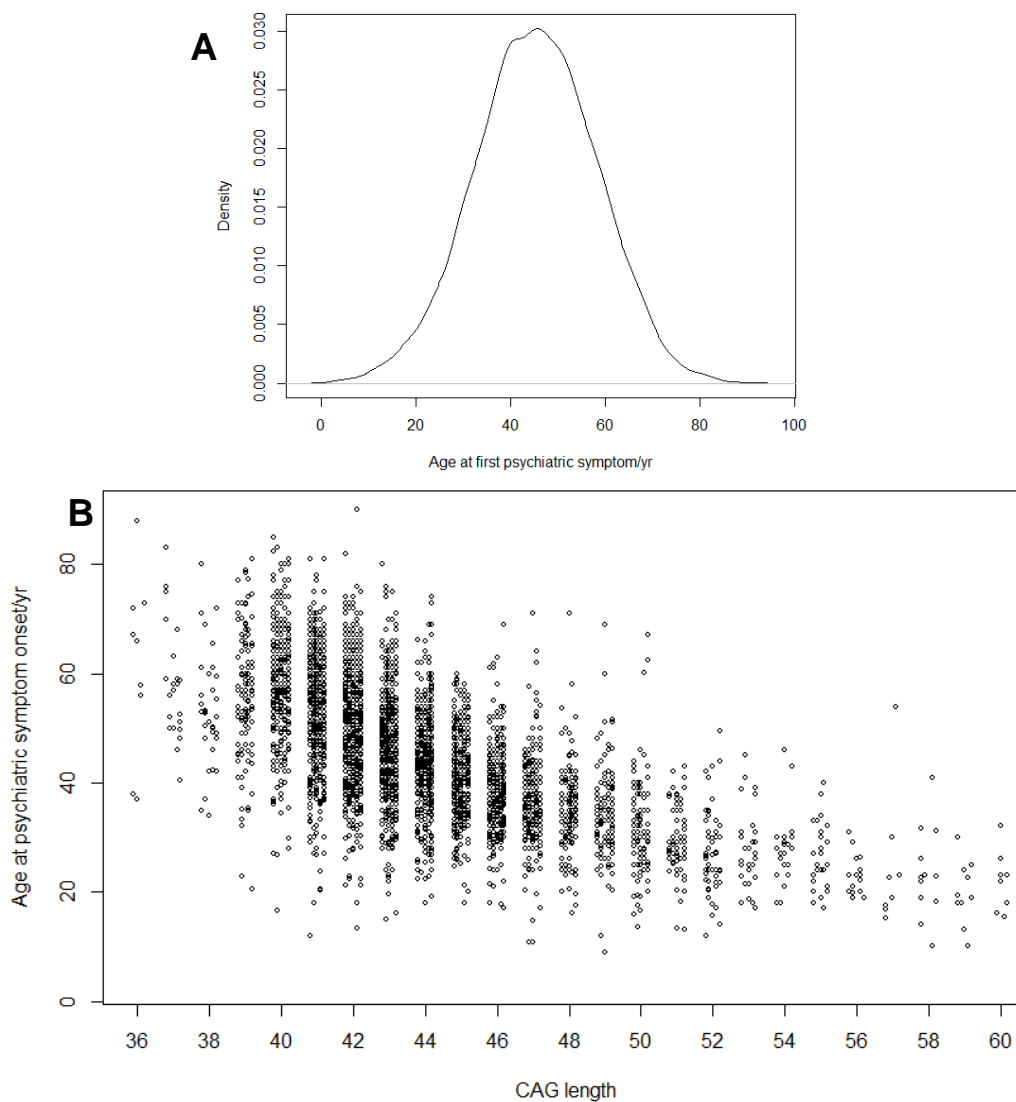 A
0.030
0.025
0.020
0.015
0.010
0.005
0.000
Density
0 20 40 60 80 100
Age at first psychiatric symptom/yr
B
80
60
40
20
0
Age at psychiatric symptom onset/yr
36 38 40 42 44 46 48 50 52 54 56 58 60
CAG length